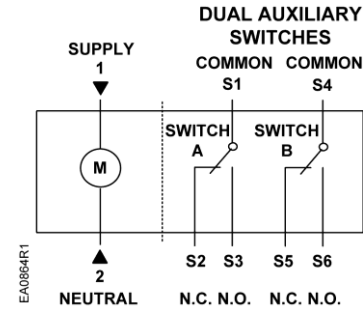 DUAL AUXILIARY
SWITCHES
SUPPLY
1
COMMON COMMON
S1 S4
SWITCH A
SWITCH B
M
2
NEUTRAL
S2 S3 S5 S6
N.C. N.O. N.C. N.O.
EA0864R1